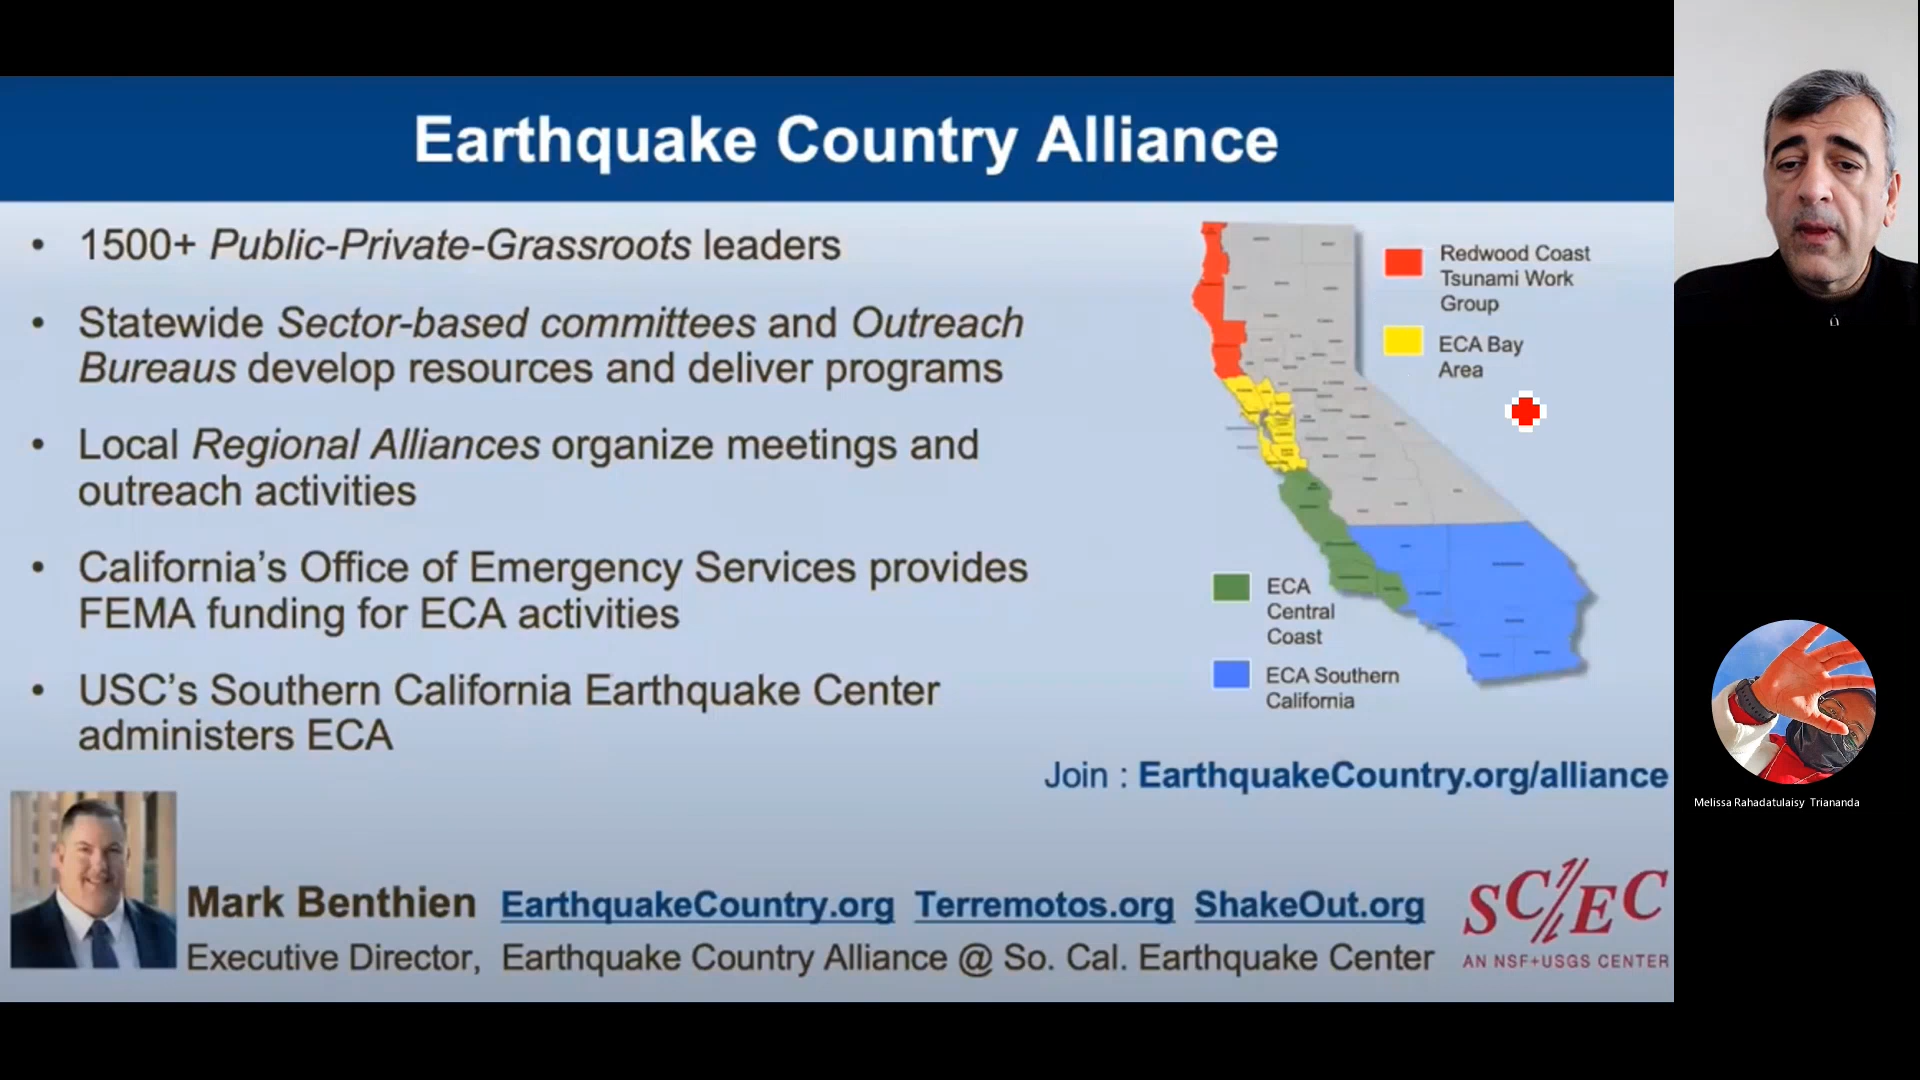 Earthquake Country Alliance
• 1500+ Public-Private-Grassroots leaders
• Statewide Sector-based committees and Outreach
Bureaus develop resources and deliver programs
• Local Regional Alliances organize meetings and
outreach activities
• California’s Office of Emergency Services provides
FEMA funding for ECA activities
• USC’s Southern California Earthquake Center
administers ECA
Redwood Coast
Tsunami Work
Group
ECA Bay
Area
ECA
Central
Coast
ECA Southern
California
Join : EarthquakeCountry.org/alliance
Mark Benthien EarthquakeCountry.org Terremotos.org ShakeOut.org
Executive Director, Earthquake Country Alliance @ So. Cal. Earthquake Center
SC/EC
AN NSF+USGS CENTER
Melissa Rahadatulaisy Triananda